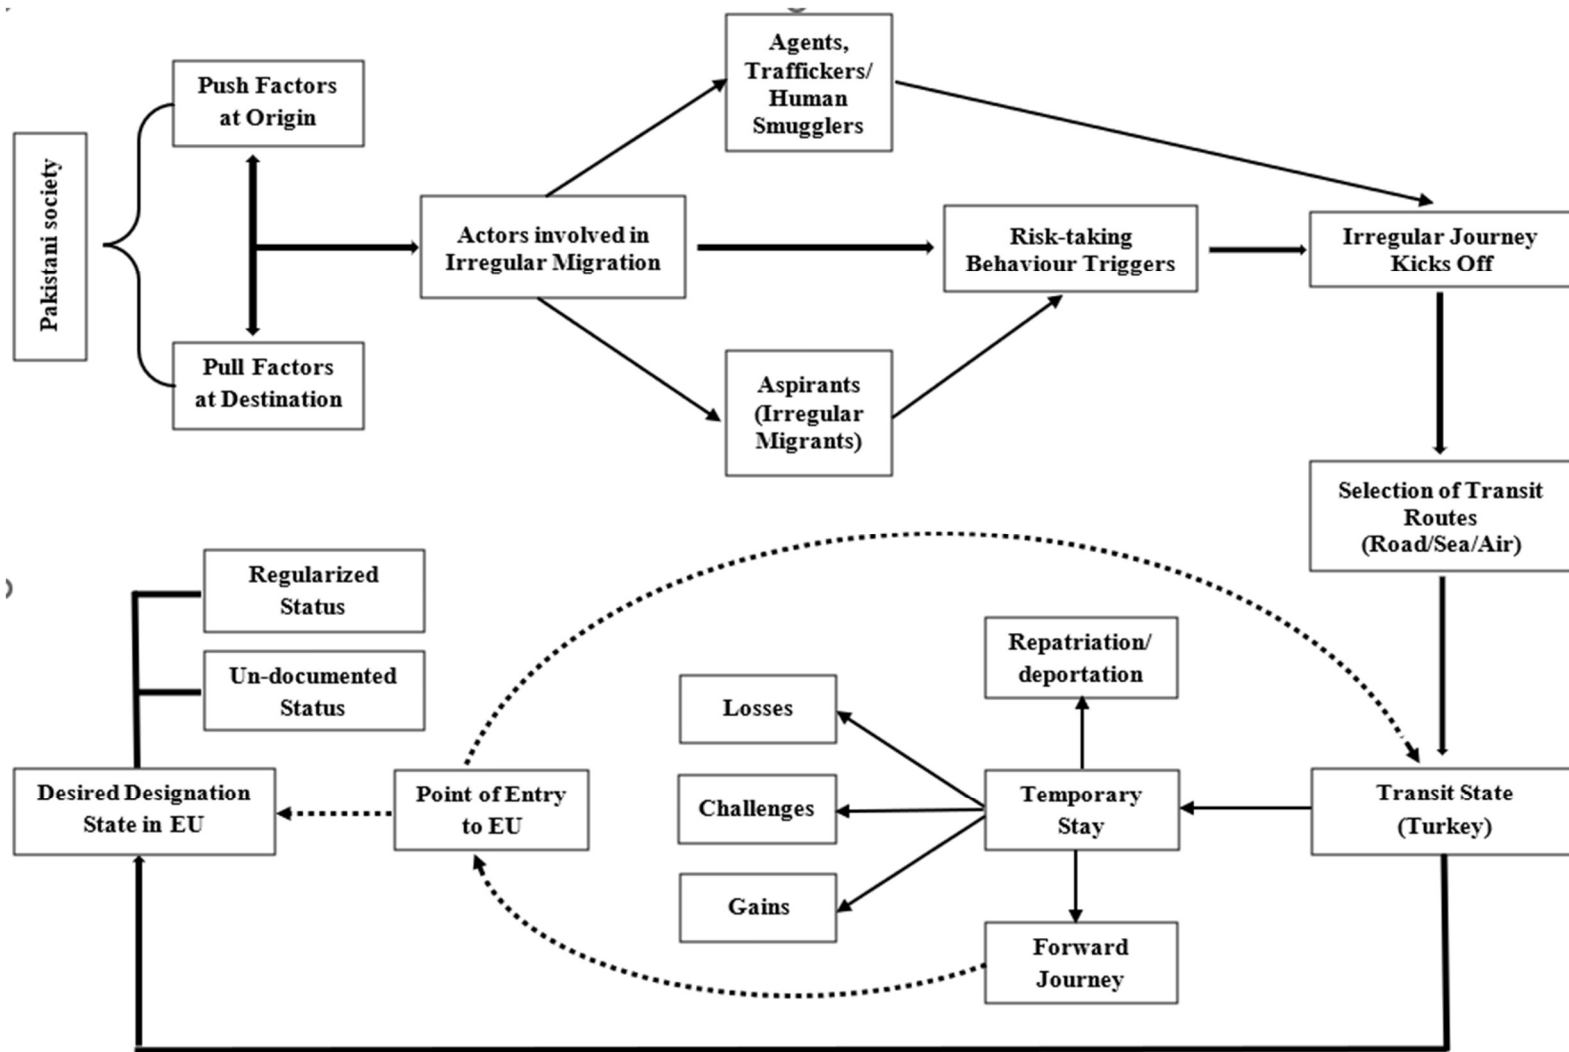 Agents,
Traffickers/
Human
Smugglers
Push Factors
at Origin
Pakistani society
Actors involved in
Irregular Migration
Risk-taking
Behaviour Triggers
Irregular Journey
Kicks Off
Pull Factors
at Destination
Aspirants
(Irregular
Migrants)
Selection of Transit
Routes
(Road/Sea/Air)
Regularized
Status
Un-documented
Status
Repatriation/
deportation
Losses
Desired Designation
State in EU
Point of Entry
to EU
Challenges
Temporary
Stay
Transit State
(Turkey)
Gains
Forward
Journey